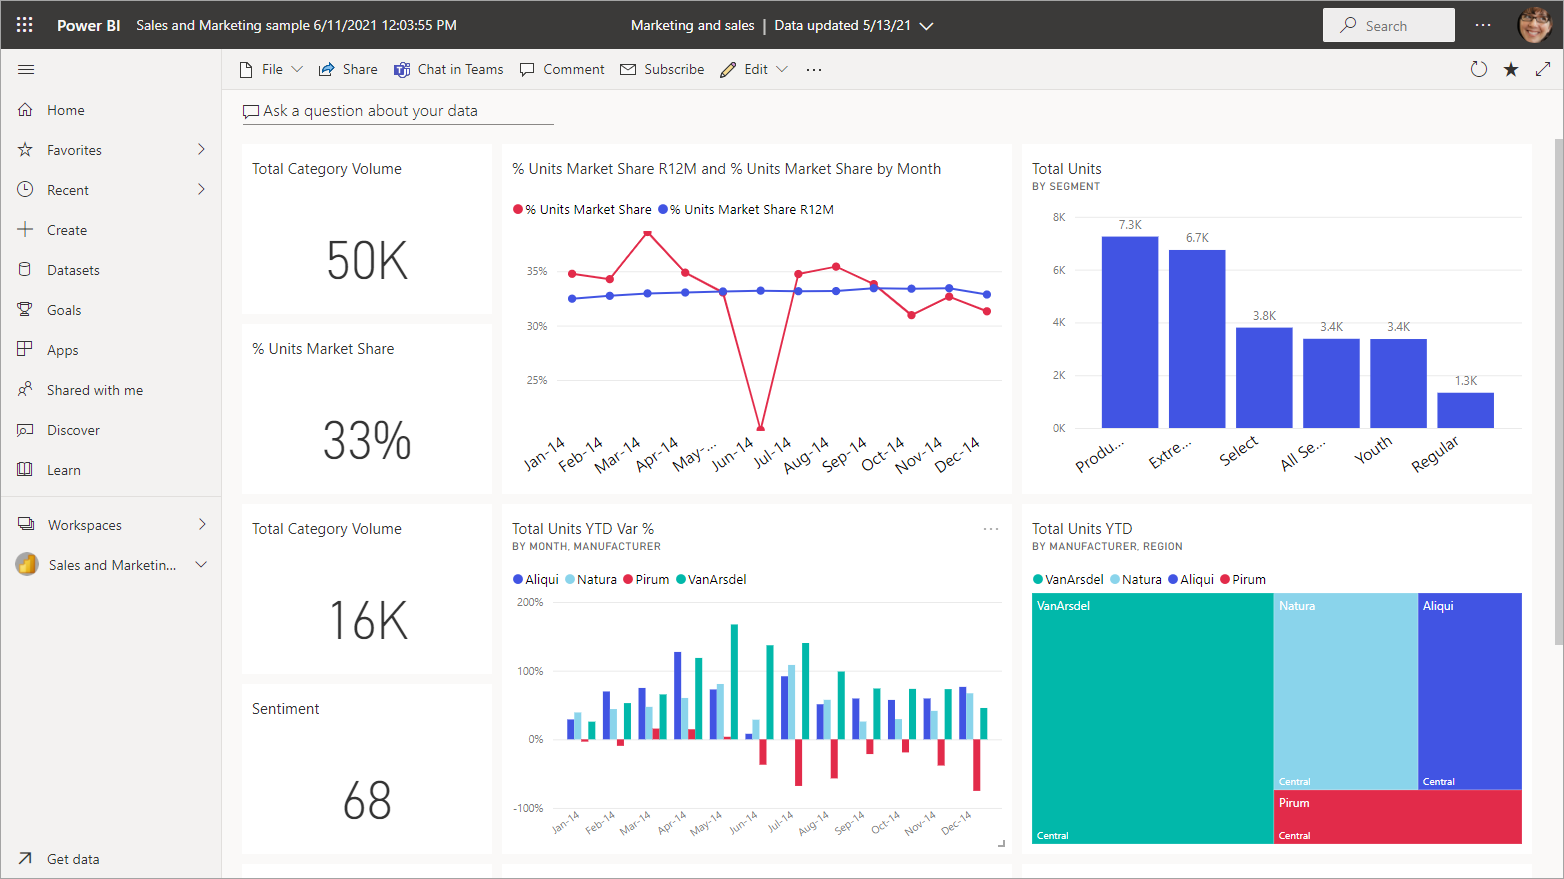 Power BI
Sales and Marketing sample 6/11/2021 12:03:55 PM
Marketing and sales | Data updated 5/13/21
Search
File
Share
Chat in Teams
Comment
Subscribe
Edit
Home
Favorites
Recent
Create
Datasets
Goals
Apps
Shared with me
Discover
Learn
Workspaces
Sales and Marketin...
Get data
Ask a question about your data
Total Category Volume
50K
% Units Market Share
33%
Total Category Volume
16K
Sentiment
68
% Units Market Share R12M and % Units Market Share by Month
% Units Market Share
% Units Market Share R12M
35%
30%
25%
Jan-14
Feb-14
Mar-14
Apr-14
May-...
Jun-14
Jul-14
Aug-14
Sep-14
Oct-14
Nov-14
Dec-14
Total Units
BY SEGMENT
8K
6K
4K
2K
0K
7.3K
6.7K
3.8K
3.4K
3.4K
1.3K
Produ...
Extre...
Select
All Se...
Youth
Regular
Total Units YTD Var %
BY MONTH, MANUFACTURER
Aliqui
Natura
Pirum
VanArsdel
200%
100%
0%
-100%
Jan-14
Feb-14
Mar-14
Apr-14
May-14
Jun-14
Jul-14
Aug-14
Sep-14
Oct-14
Nov-14
Dec-14
Total Units YTD
BY MANUFACTURER, REGION
VanArsdel
Natura
Aliqui
Pirum
VanArsdel
Central
Natura
Central
Aliqui
Central
Pirum
Central